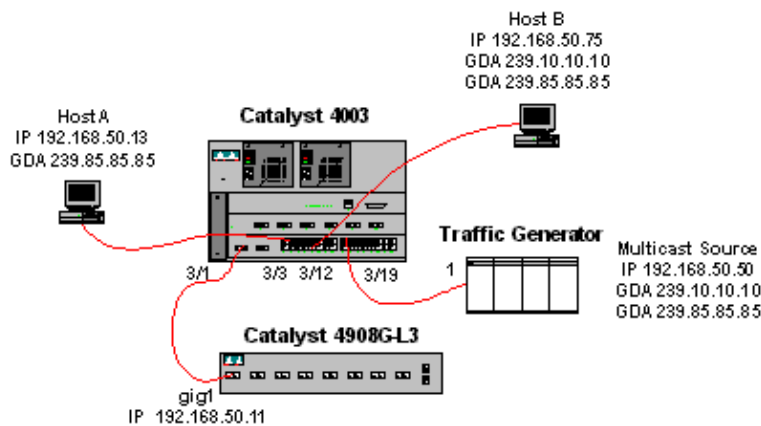 Host B
IP 192.168.50.75
GDA 239.10.10.10
GDA 239.85.85.85
Host A
IP 192.168.50.13
GDA 239.85.85.85
Catalyst 4003
Traffic Generator
1
Multicast Source
IP 192.168.50.50
GDA 239.10.10.10
GDA 239.85.85.85
3/1 3/3 3/12 3/19
Catalyst 4908G-L3
gig1
IP 192.168.50.11